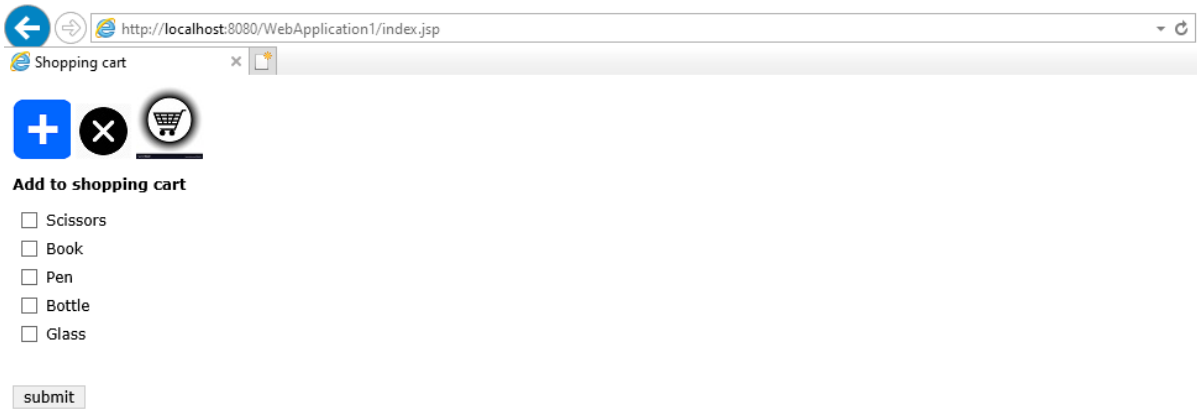 http://localhost:8080/WebApplication1/index.jsp
Shopping cart
Add to shopping cart
Scissors
Book
Pen
Bottle
Glass
submit